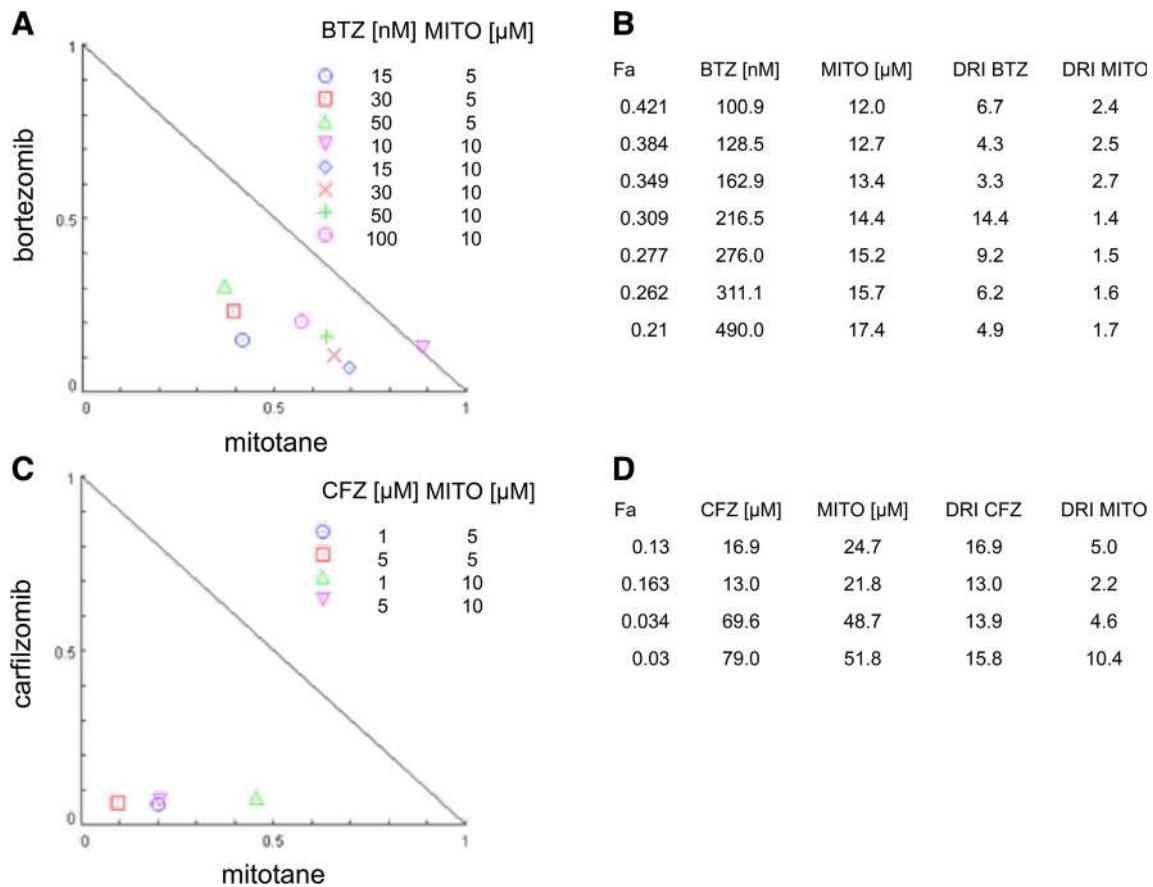 A
BTZ [nM] MITO [µM]
15 5
30 5
50 5
10 10
15 10
30 10
50 10
100 10
1
0.5
0
0 0.5 1
bortezomib
mitotane
B
Fa BTZ [nM] MITO [µM] DRI BTZ DRI MITO
0.421 100.9 12.0 6.7 2.4
0.384 128.5 12.7 4.3 2.5
0.349 162.9 13.4 3.3 2.7
0.309 216.5 14.4 14.4 1.4
0.277 276.0 15.2 9.2 1.5
0.262 311.1 15.7 6.2 1.6
0.21 490.0 17.4 4.9 1.7
C
CFZ [µM] MITO [µM]
1 5
5 5
1 10
5 10
1
0.5
0
0 0.5 1
carfilzomib
mitotane
D
Fa CFZ [µM] MITO [µM] DRI CFZ DRI MITO
0.13 16.9 24.7 16.9 5.0
0.163 13.0 21.8 13.0 2.2
0.034 69.6 48.7 13.9 4.6
0.03 79.0 51.8 15.8 10.4